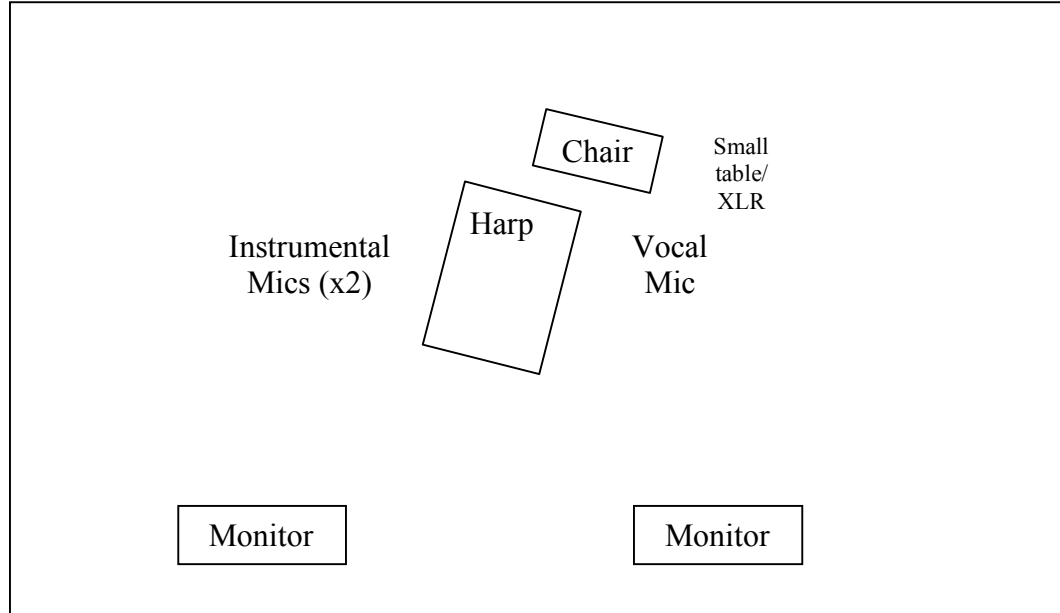 Chair
Small
table/
XLR
Harp
Instrumental
Mics (x2)
Vocal
Mic
Monitor
Monitor